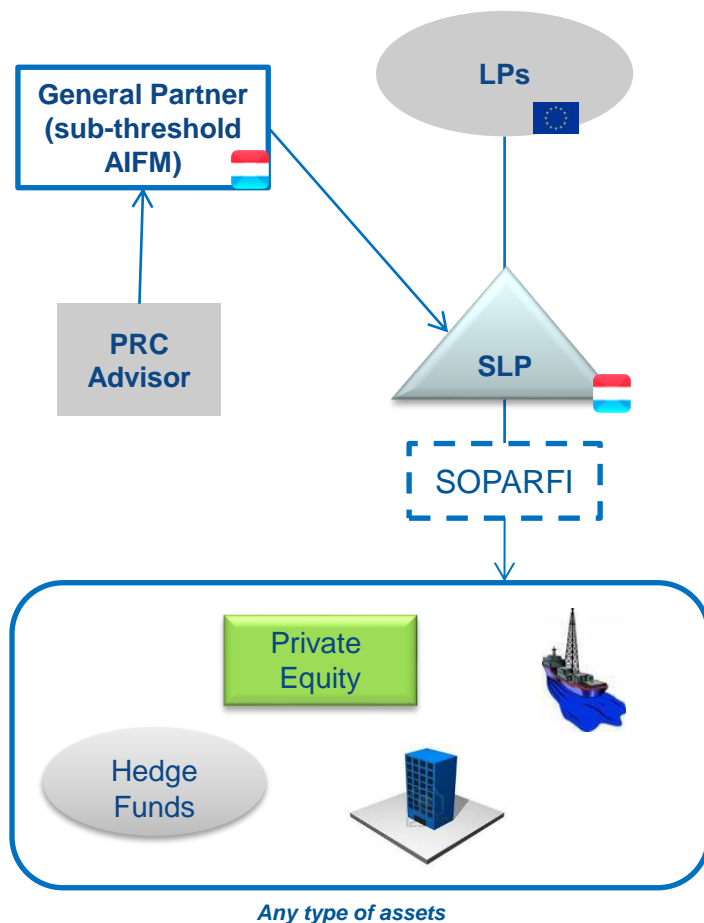 General Partner
(sub-threshold
AIFM)
LPs
PRC
Advisor
SLP
SOPARFI
Private
Equity
Hedge
Funds
Any type of assets